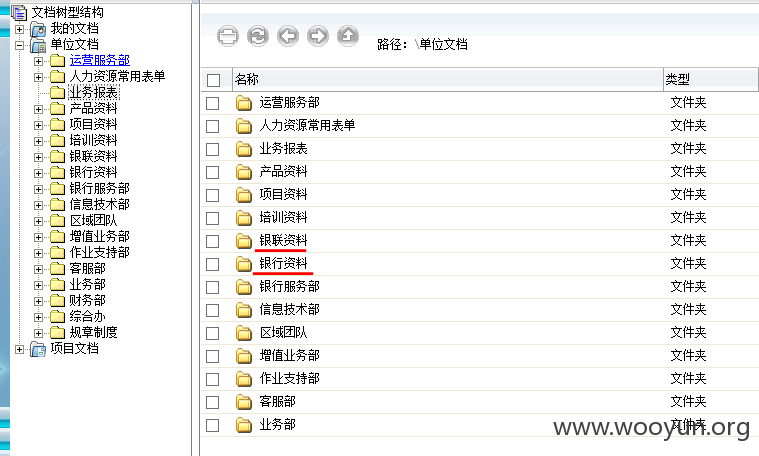 文档树型结构
我的文档
单位文档
运营服务部
人力资源常用表单
业务报表
产品资料
项目资料
培训资料
银联资料
银行资料
银行服务部
信息技术部
区域团队
增值业务部
作业支持部
客服部
业务部
财务部
综合办
规章制度
项目文档
路径: \单位文档
名称 类型
运营服务部 文件夹
人力资源常用表单 文件夹
业务报表 文件夹
产品资料 文件夹
项目资料 文件夹
培训资料 文件夹
银联资料 文件夹
银行资料 文件夹
银行服务部 文件夹
信息技术部 文件夹
区域团队 文件夹
增值业务部 文件夹
作业支持部 文件夹
客服部 文件夹
业务部 文件夹
www.wooyun.org